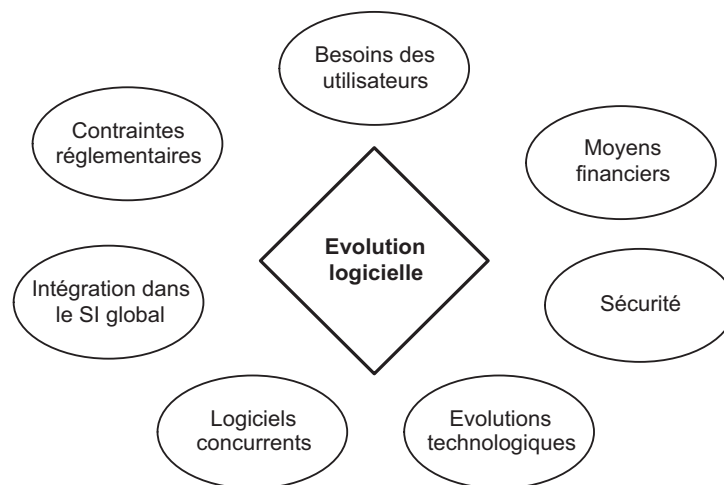 Besoins des
utilisateurs
Contraintes
réglementaires
Moyens
financiers
Evolution
logicielle
Intégration dans
le SI global
Sécurité
Logiciels
concurrents
Evolutions
technologiques